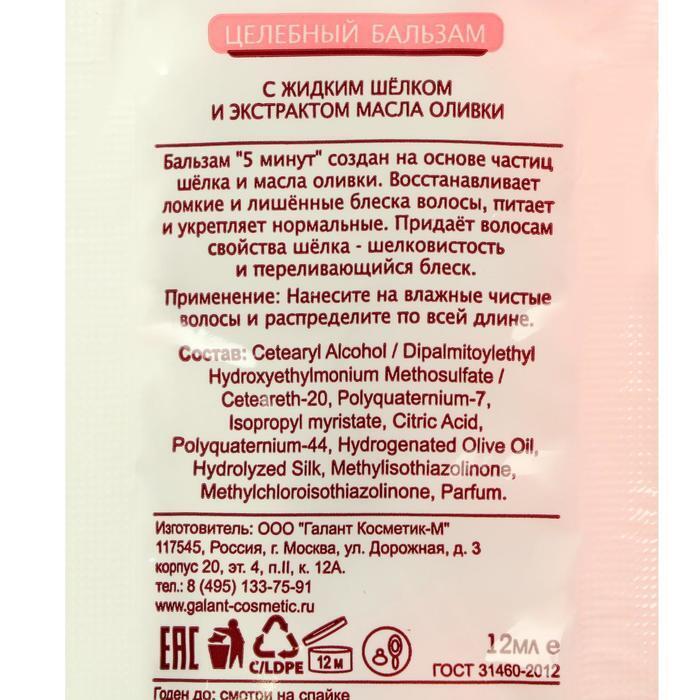 ЦЕЛЕБНЫЙ БАЛЬЗАМ
С ЖИДКИМ ШЁЛКОМ
И ЭКСТРАКТОМ МАСЛА ОЛИВКИ
Бальзам "5 минут" создан на основе частиц
шёлка и масла оливки. Восстанавливает
ломкие и лишённые блеска волосы, питает
и укрепляет нормальные. Придаёт волосам
свойства шёлка - шелковистость
и переливающийся блеск.
Применение: Нанесите на влажные чистые
волосы и распределите по всей длине.
Состав: Cetearyl Alcohol / Dipalmitoylethyl
Hydroxyethylmonium Methosulfate /
Ceteareth-20, Polyquaternium-7,
Isopropyl myristate, Citric Acid,
Polyquaternium-44, Hydrogenated Olive Oil,
Hydrolyzed Silk, Methylisothiazolinone,
Methylchloroisothiazolinone, Parfum.
Изготовитель: ООО "Галант Косметик-М"
117545, Россия, г. Москва, ул. Дорожная, д. 3
корпус 20, эт. 4, п.II, к. 12А.
тел.: 8 (495) 133-75-91
www.galant-cosmetic.ru
EAC C/LDPE 12 м 12мл е
ГОСТ 31460-2012
Годен до: смотри на спайке